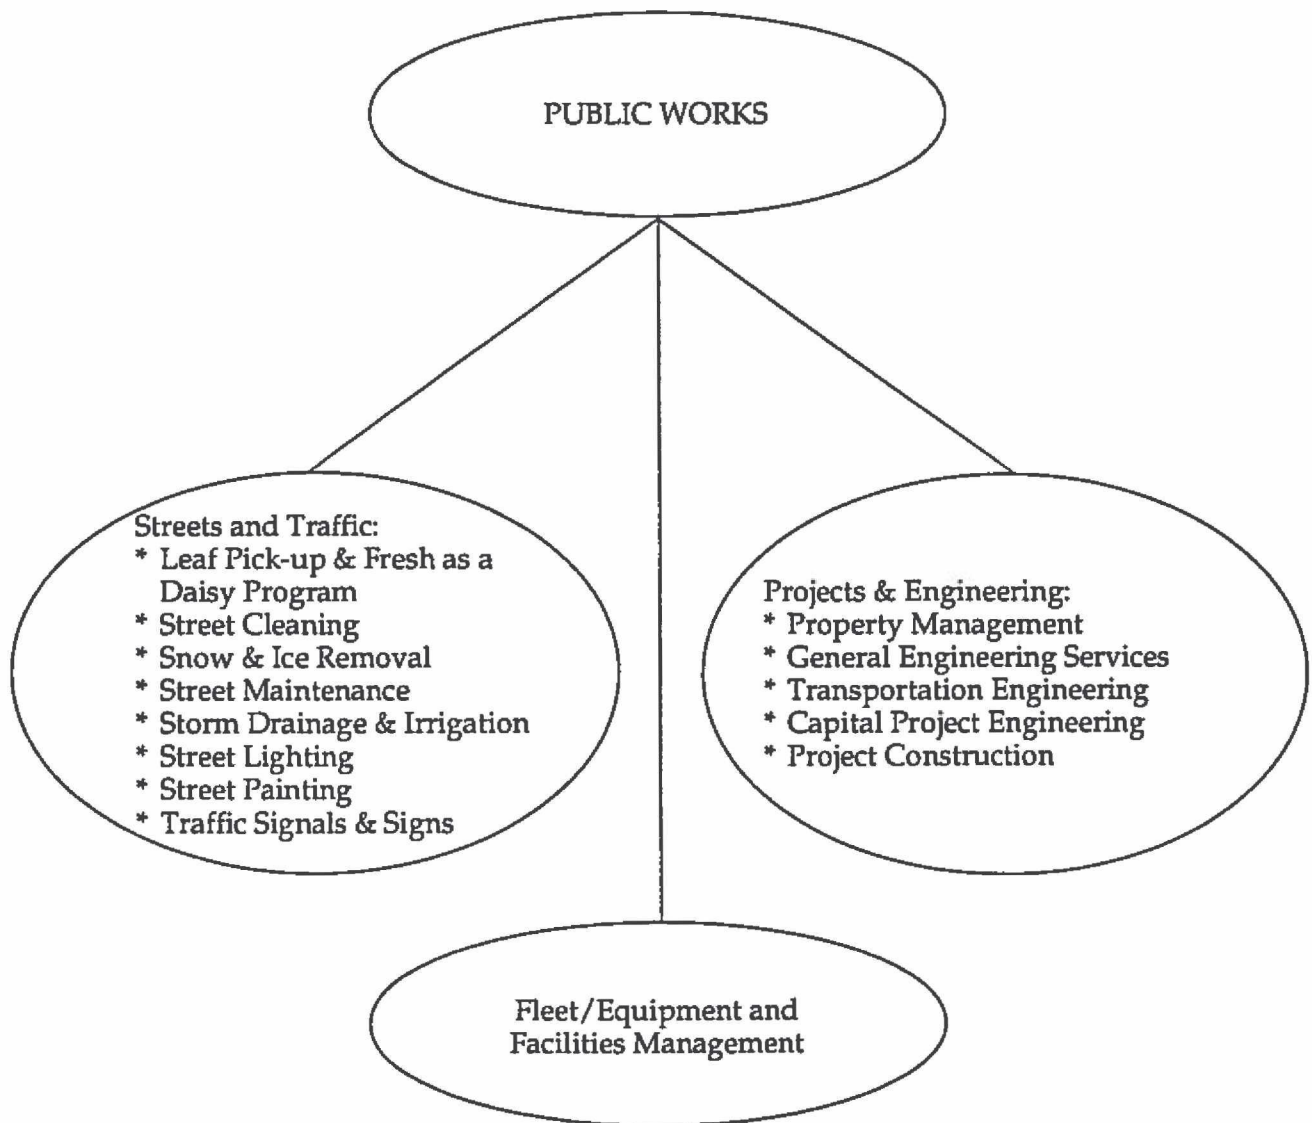 PUBLIC WORKS
Streets and Traffic:
* Leaf Pick-up & Fresh as a
Daisy Program
* Street Cleaning
* Snow & Ice Removal
* Street Maintenance
* Storm Drainage & Irrigation
* Street Lighting
* Street Painting
* Traffic Signals & Signs
Projects & Engineering:
* Property Management
* General Engineering Services
* Transportation Engineering
* Capital Project Engineering
* Project Construction
Fleet/Equipment and
Facilities Management